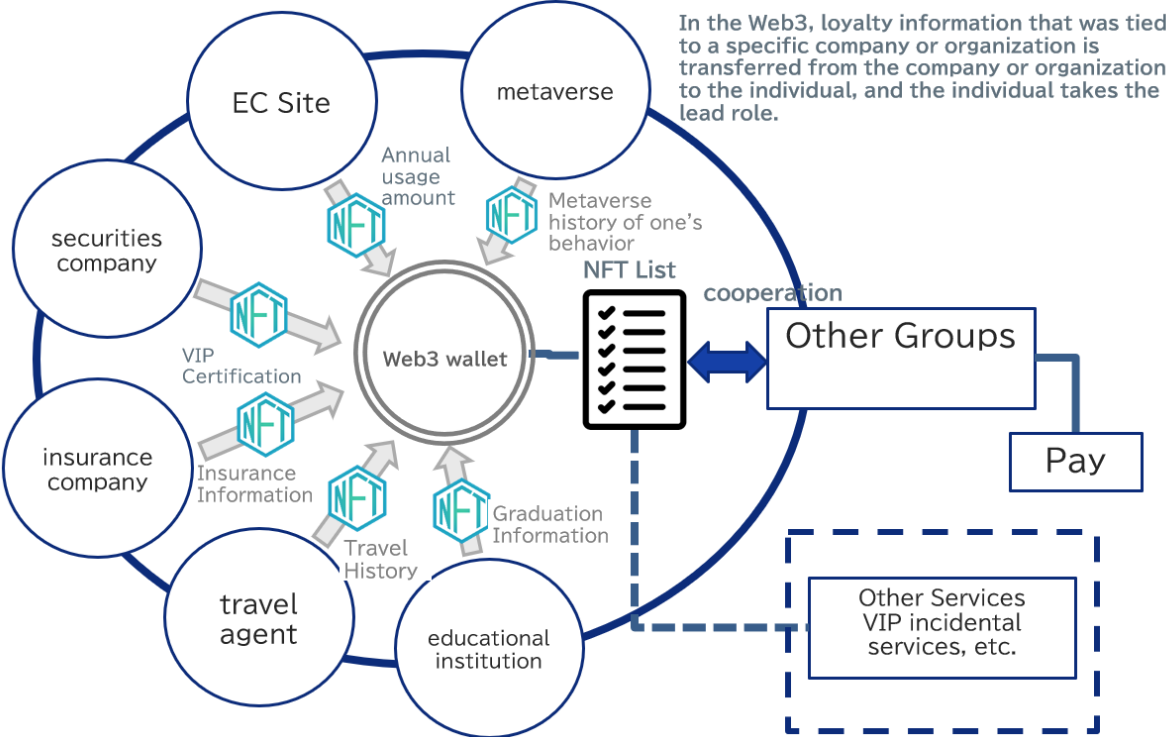 In the Web3, loyalty information that was tied
to a specific company or organization is
transferred from the company or organization
to the individual, and the individual takes the
lead role.
EC Site
metaverse
Annual
usage
amount
NFT
NFT
Metaverse
history of one's
behavior
securities
company
NFT
VIP
Certification
NFT List
cooperation
Web3 wallet
Other Groups
Pay
insurance
company
NFT
Insurance
Information
NFT
Travel
History
NFT
Graduation
Information
travel
agent
educational
institution
Other Services
VIP incidental
services, etc.